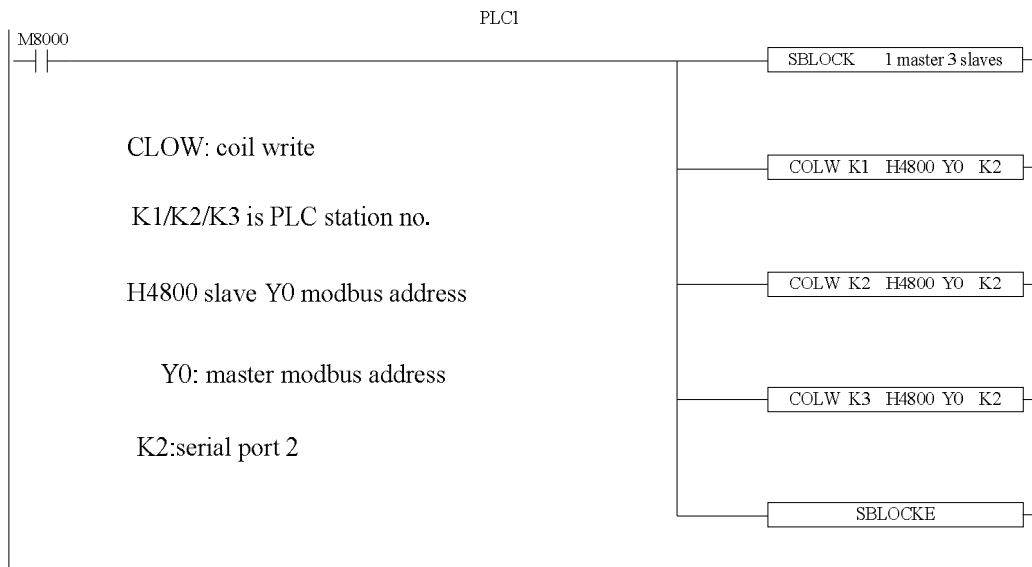 PLC1
M8000
SBLOCK 1 master 3 slaves
CLOW: coil write
COLW K1 H4800 Y0 K2
K1/K2/K3 is PLC station no.
H4800 slave Y0 modbus address
COLW K2 H4800 Y0 K2
Y0: master modbus address
COLW K3 H4800 Y0 K2
K2:serial port 2
SBLOCKE